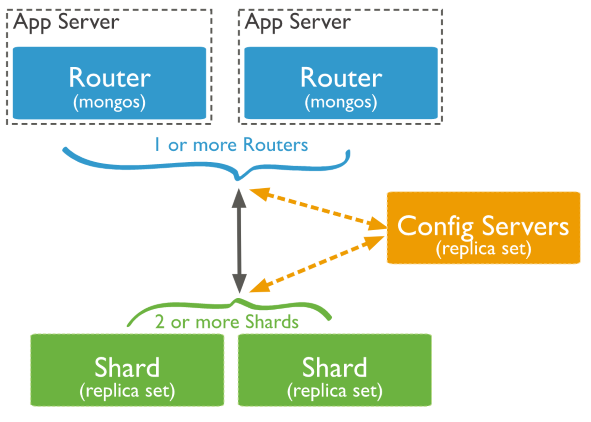 App Server
App Server
Router
(mongos)
Router
(mongos)
1 or more Routers
Config Servers
(replica set)
2 or more Shards
Shard
(replica set)
Shard
(replica set)